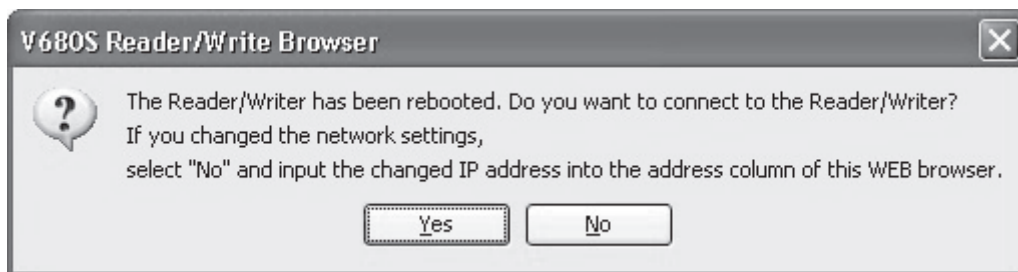 V680S Reader/Write Browser
The Reader/Writer has been rebooted. Do you want to connect to the Reader/Writer?
If you changed the network settings,
select "No" and input the changed IP address into the address column of this WEB browser.
Yes
No